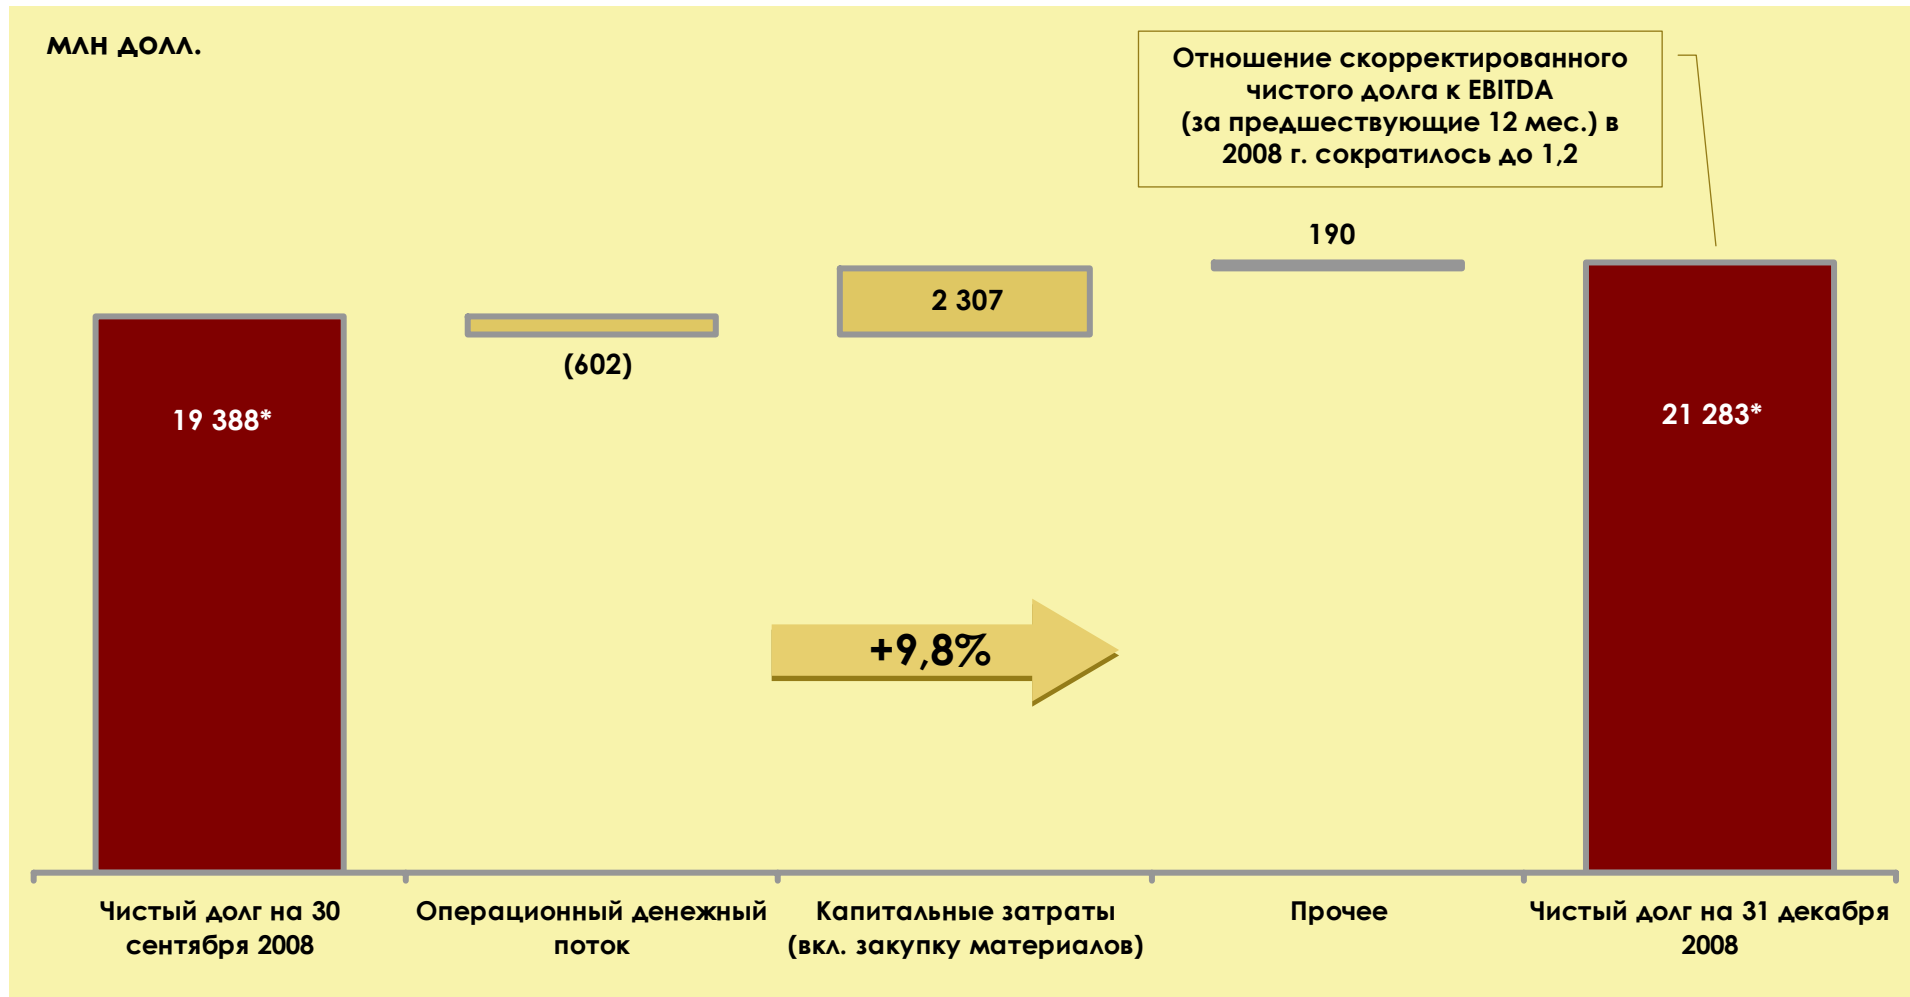 млн долл.
Отношение скорректированного
чистого долга к EBITDA
(за предшествующие 12 мес.) в
2008 г. сократилось до 1,2
190
2 307
(602)
19 388*
21 283*
+9,8%
Чистый долг на 30
сентября 2008
Операционный денежный
поток
Капитальные затраты
(вкл. закупку материалов)
Прочее
Чистый долг на 31 декабря
2008